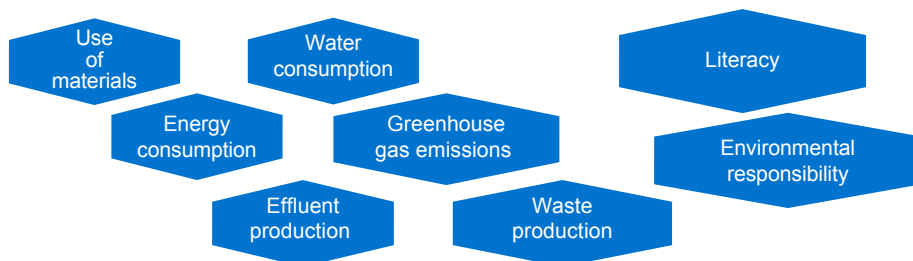 Use
of
materials
Water
consumption
Literacy
Energy
consumption
Greenhouse
gas emissions
Environmental
responsibility
Effluent
production
Waste
production